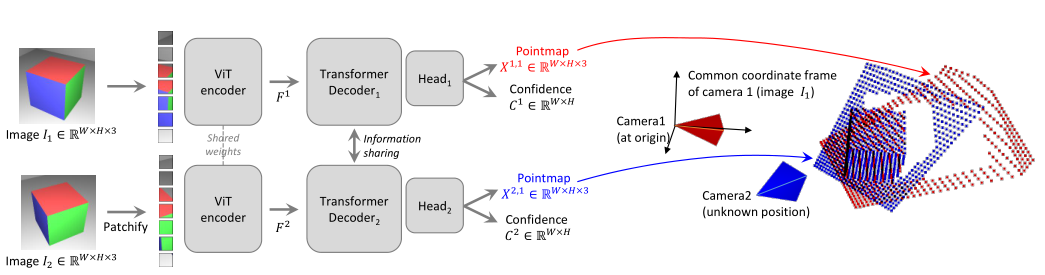 Image I₁ ∈ ℝ^{W×H×3}
ViT
encoder
F¹
Transformer
Decoder₁
Head₁
Pointmap
X^{1,1} ∈ ℝ^{W×H×3}
Confidence
C¹ ∈ ℝ^{W×H}
Shared
weights
Information
sharing
Image I₂ ∈ ℝ^{W×H×3}
Patchify
ViT
encoder
F²
Transformer
Decoder₂
Head₂
Pointmap
X^{2,1} ∈ ℝ^{W×H×3}
Confidence
C² ∈ ℝ^{W×H}
Common coordinate frame
of camera 1 (image I₁)
Camera1
(at origin)
Camera2
(unknown position)